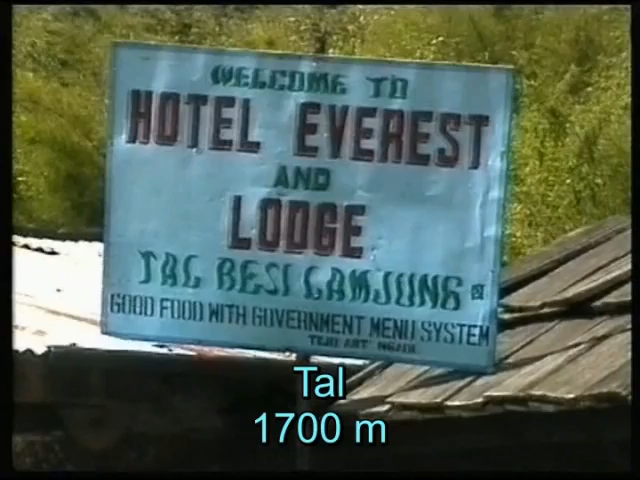 WELCOME TO
HOTEL EVEREST
AND
LODGE
TAL BESI LAMJUNG
GOOD FOOD WITH GOVERNMENT MENU SYSTEM
Tal
1700 m